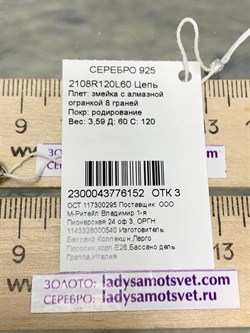 СЕРЕБРО 925
2108R120L60 Цепь
Плет: змейка с алмазной
огранкой 8 граней
Покр: родирование
Вес: 3,59 Д: 60 С: 120
2300043776152 ОТК 3
ОСТ 117300295 Поставщик: ООО
М-Ритейл Владимир 1-я
Пионерская 24 оф 3, ОГРН
1143328000540 Изготовитель:
Бассано Коллекшн, Ларго
Паролини, корп Е26, Бассано дель
Граппа, Италия
ЗОЛОТО: ladysamotsvet.com/
СЕРЕБРО: ladysamotsvet.ru/